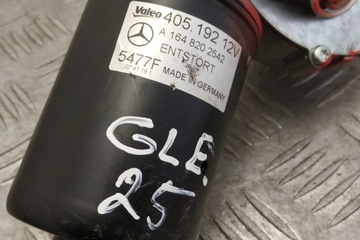 Valeo 405.192 12V
A 164 820 2542
ENTSTORT
5477F MADE IN GERMANY
GLE
25